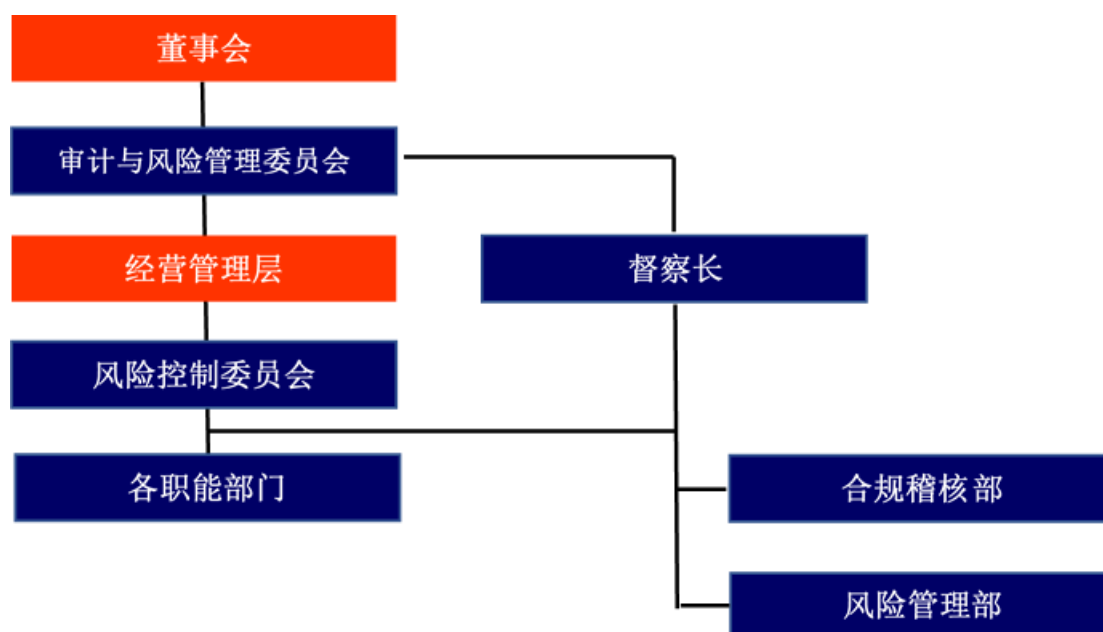 董事会
审计与风险管理委员会
经营管理层
督察长
风险控制委员会
各职能部门
合规稽核部
风险管理部